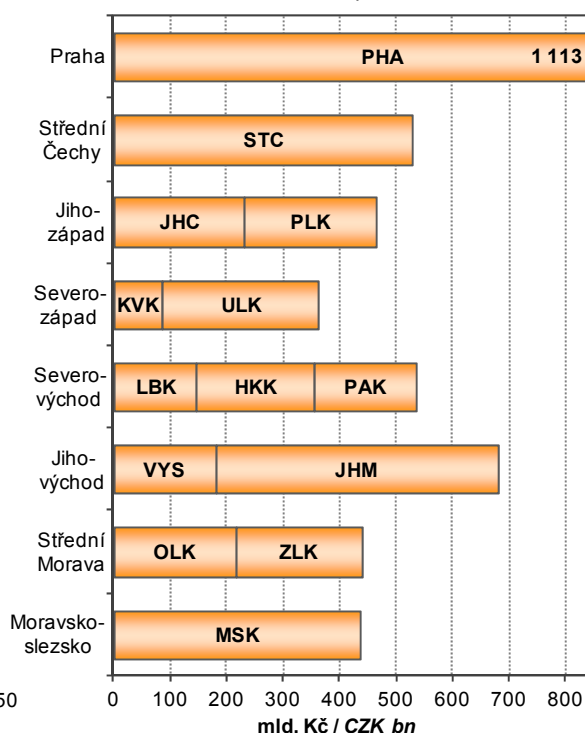 Praha
PHA 1 113
Střední
Čechy
STC
Jiho-
západ
JHC PLK
Severo-
západ
KVK ULK
Severo-
východ
LBK HKK PAK
Jiho-
východ
VYS JHM
Střední
Morava
OLK ZLK
Moravsko-
slezsko
MSK
50 0 100 200 300 400 500 600 700 800
mld. Kč / CZK bn